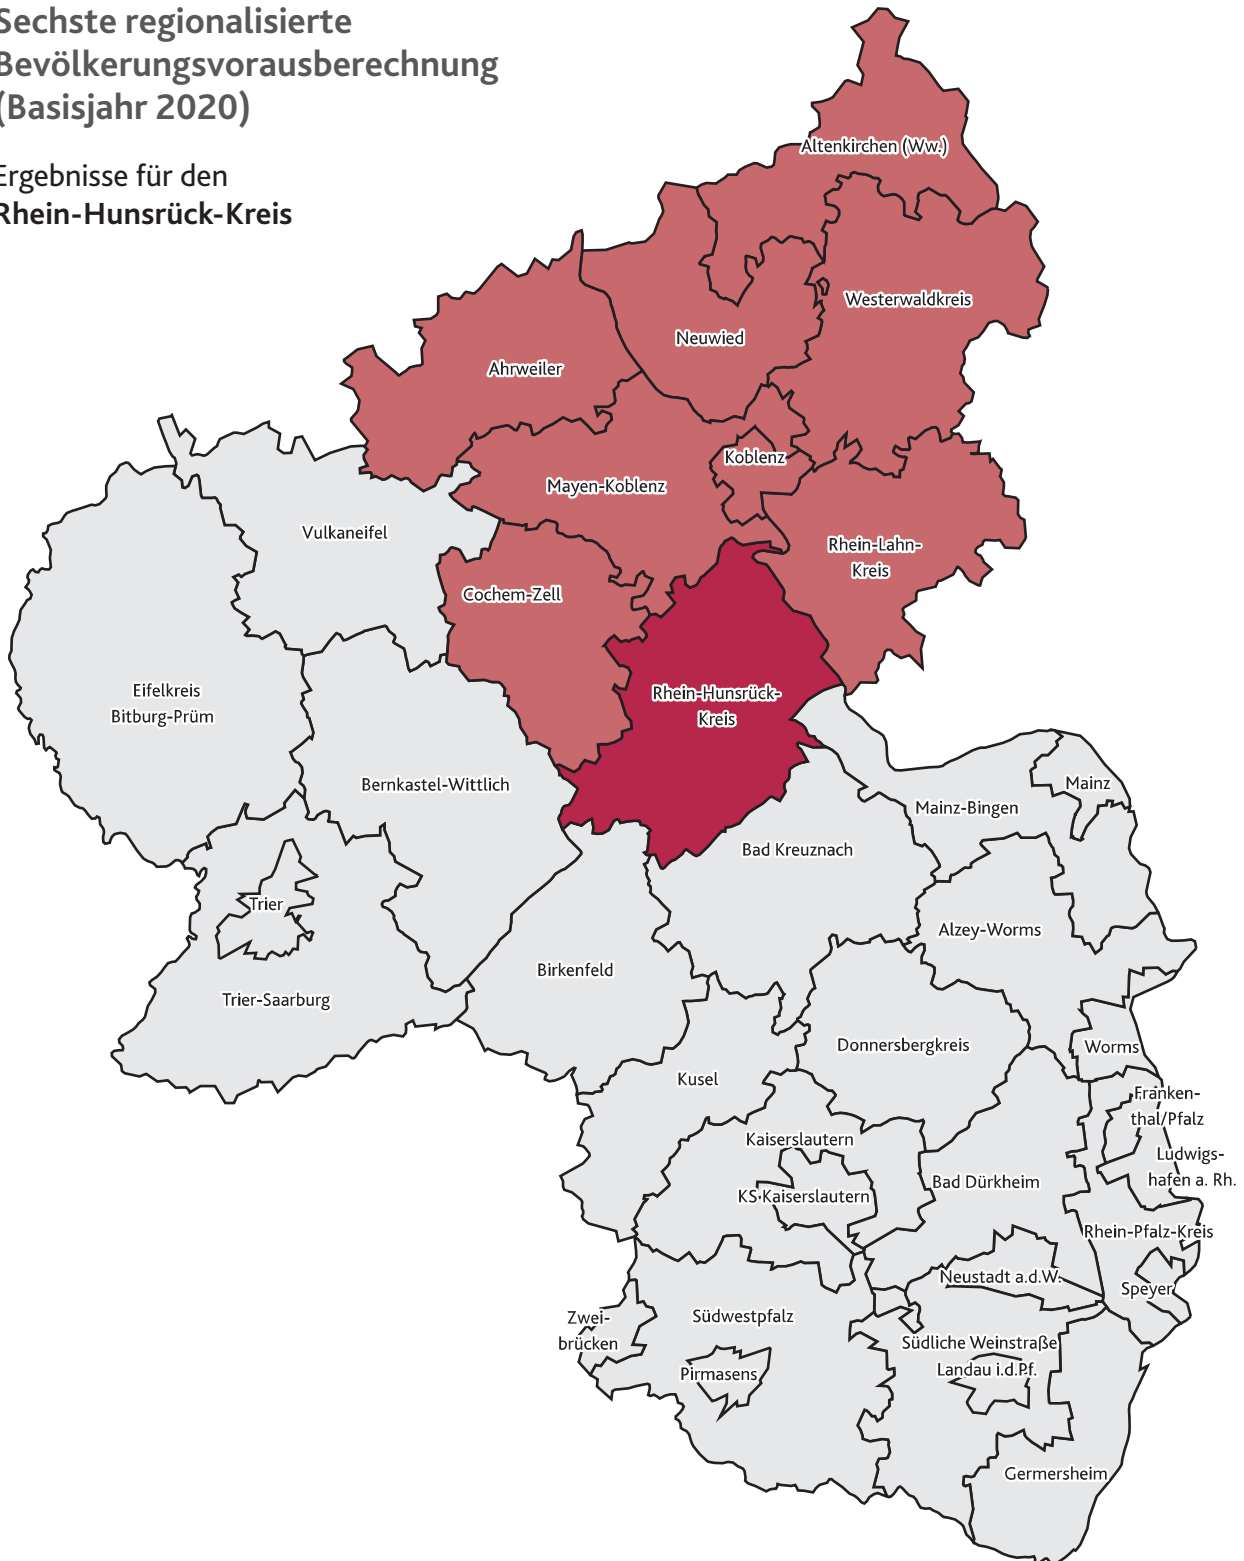 Sechste regionalisierte
Bevölkerungsvorausberechnung
(Basisjahr 2020)
Ergebnisse für den
Rhein-Hunsrück-Kreis
Altenkirchen (Ww.)
Westerwaldkreis
Neuwied
Ahrweiler
Koblenz
Mayen-Koblenz
Vulkaneifel
Rhein-Lahn-
Kreis
Cochem-Zell
Eifelkreis
Bitburg-Prüm
Rhein-Hunsrück-
Kreis
Bernkastel-Wittlich
Mainz
Mainz-Bingen
Bad Kreuznach
Trier
Alzey-Worms
Birkenfeld
Trier-Saarburg
Donnersbergkreis
Worms
Kusel
Franken-
thal/Pfalz
Kaiserslautern
Ludwigs-
hafen a. Rh.
Bad Dürkheim
KS Kaiserslautern
Rhein-Pfalz-Kreis
Neustadt a.d.W.
Speyer
Zwei-
brücken
Südwestpfalz
Südliche Weinstraße
Landau i.d.Pf.
Pirmasens
Germersheim